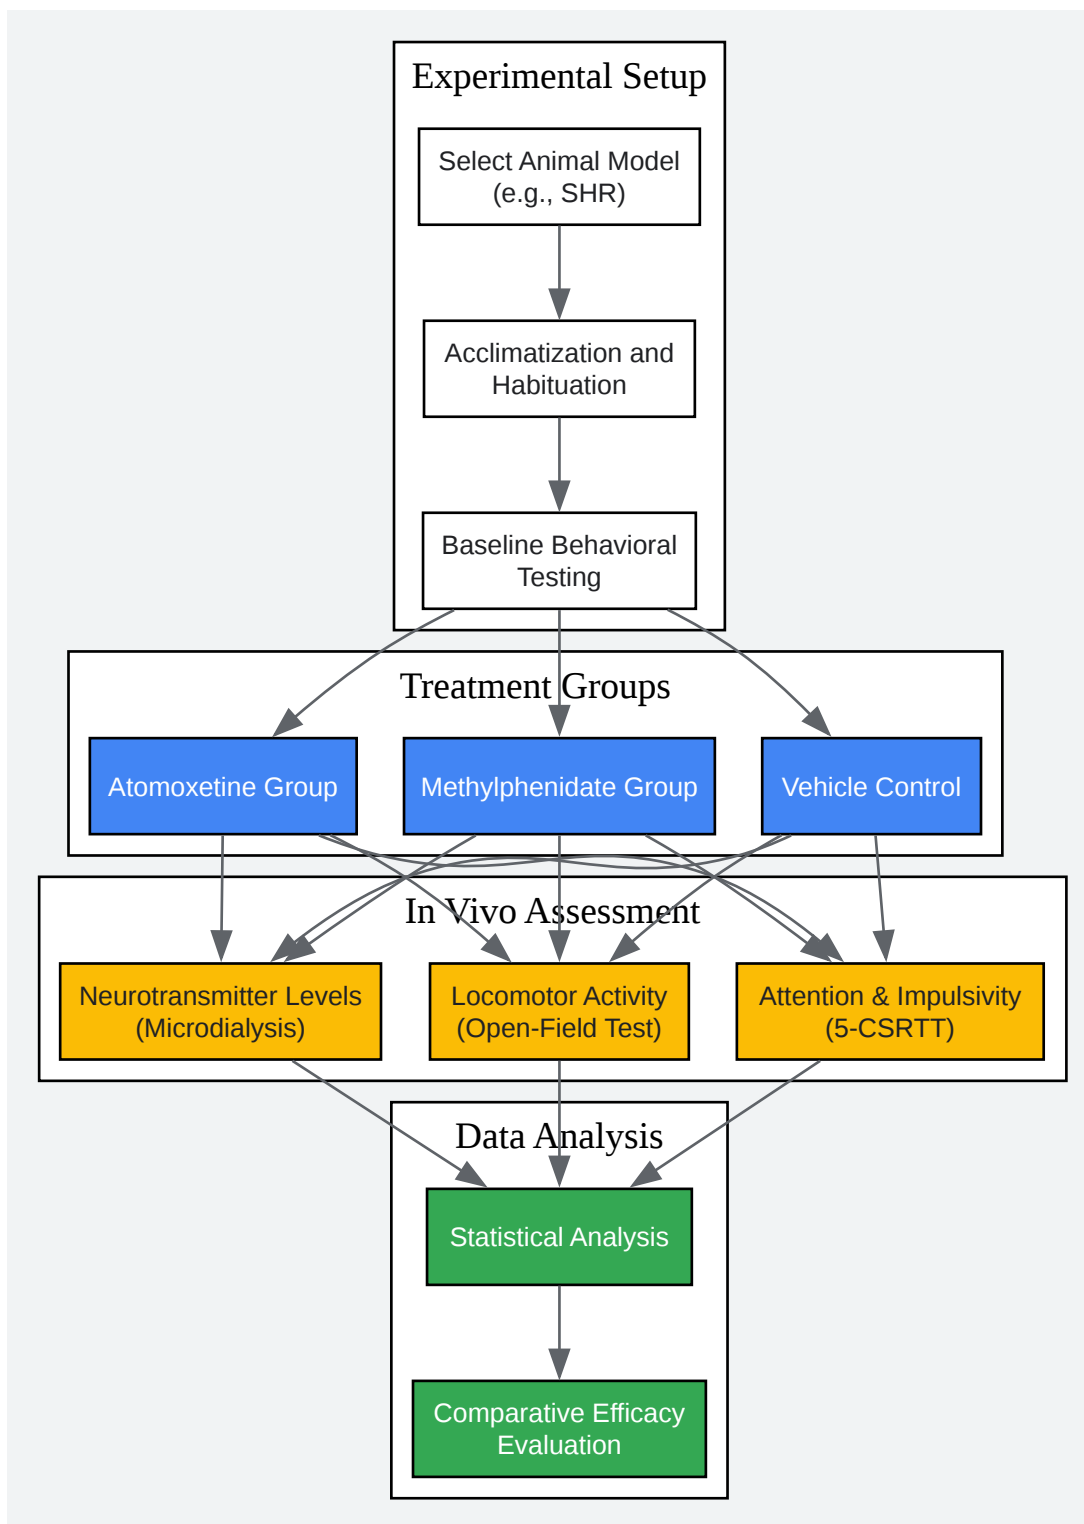 Experimental Setup
Select Animal Model
(e.g., SHR)
Acclimatization and
Habituation
Baseline Behavioral
Testing
Treatment Groups
Atomoxetine Group
Methylphenidate Group
Vehicle Control
In Vivo Assessment
Neurotransmitter Levels
(Microdialysis)
Locomotor Activity
(Open-Field Test)
Attention & Impulsivity
(5-CSRTT)
Data Analysis
Statistical Analysis
Comparative Efficacy
Evaluation